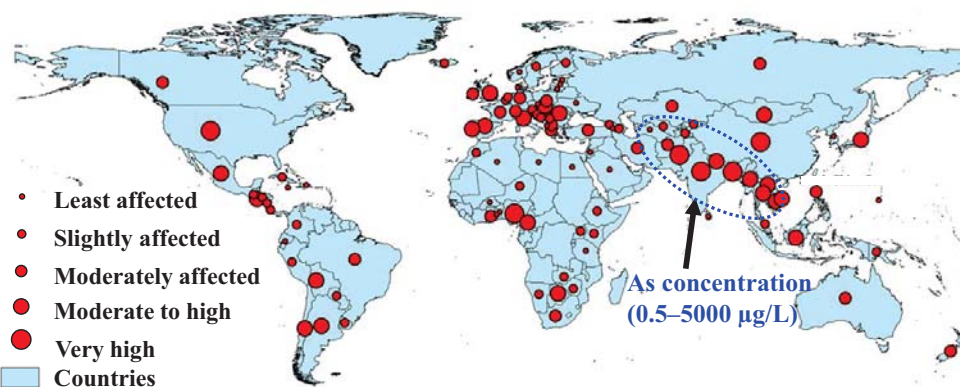 Least affected
Slightly affected
Moderately affected
Moderate to high
Very high
Countries
As concentration
(0.5–5000 µg/L)